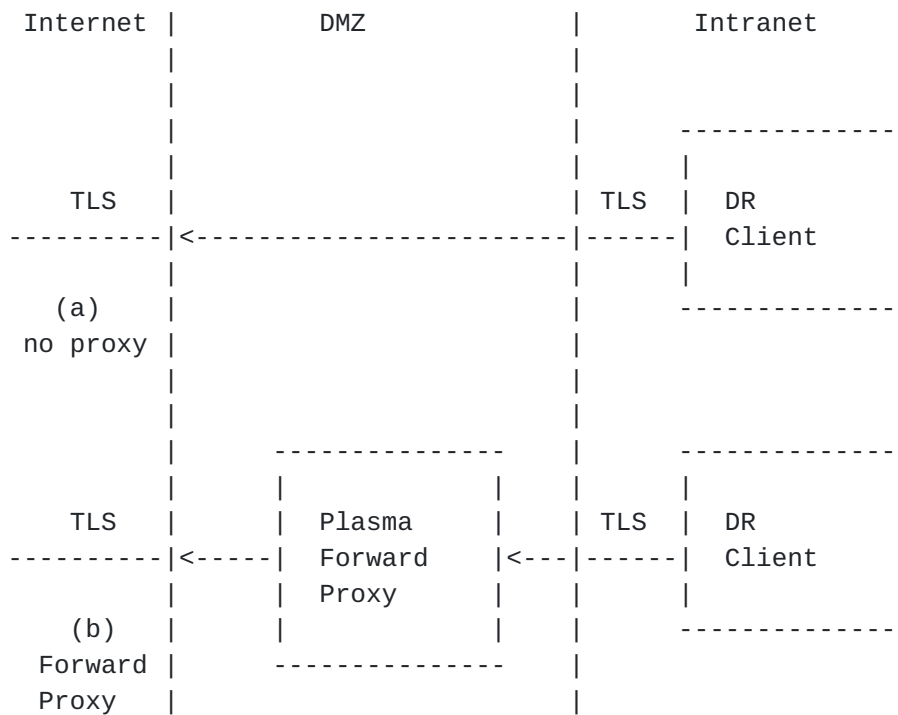 Internet DMZ Intranet
TLS TLS DR
Client
(a)
no proxy
TLS Plasma TLS DR
Forward Client
Proxy
(b)
Forward
Proxy